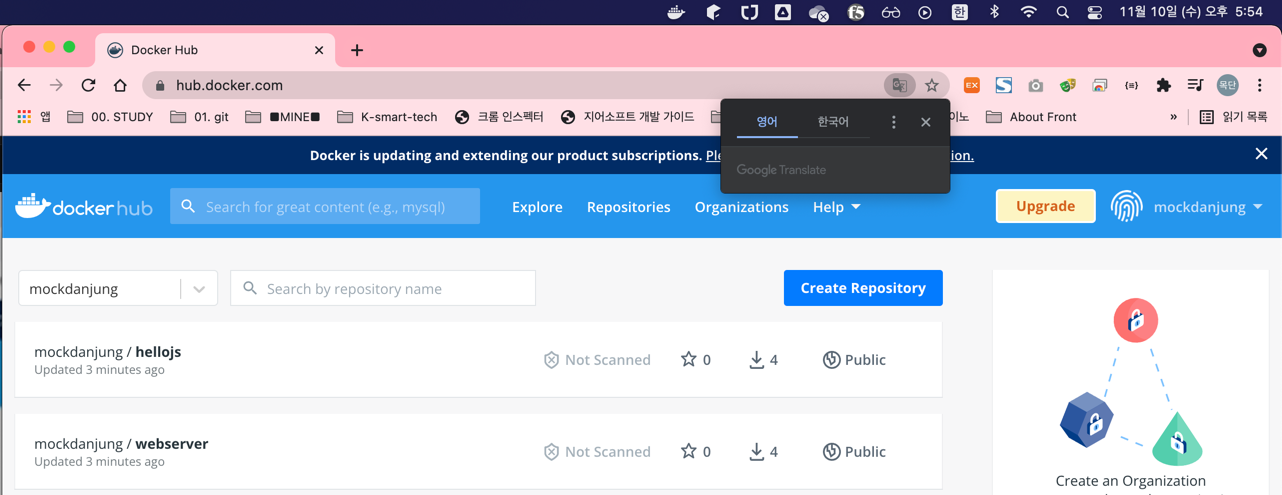 11월 10일 (수) 오후 5:54
Docker Hub
hub.docker.com
앱 00. STUDY 01. git ■MINE■ K-smart-tech 크롬 인스펙터 지어소프트 개발 가이드 이노 About Front » 읽기 목록
영어 한국어
Google Translate
Docker is updating and extending our product subscriptions. ion.
docker hub Search for great content (e.g., mysql) Explore Repositories Organizations Help Upgrade mockdanjung
mockdanjung Search by repository name Create Repository
mockdanjung / hellojs Not Scanned 0 4 Public
Updated 3 minutes ago
mockdanjung / webserver Not Scanned 0 4 Public
Updated 3 minutes ago
Create an Organization